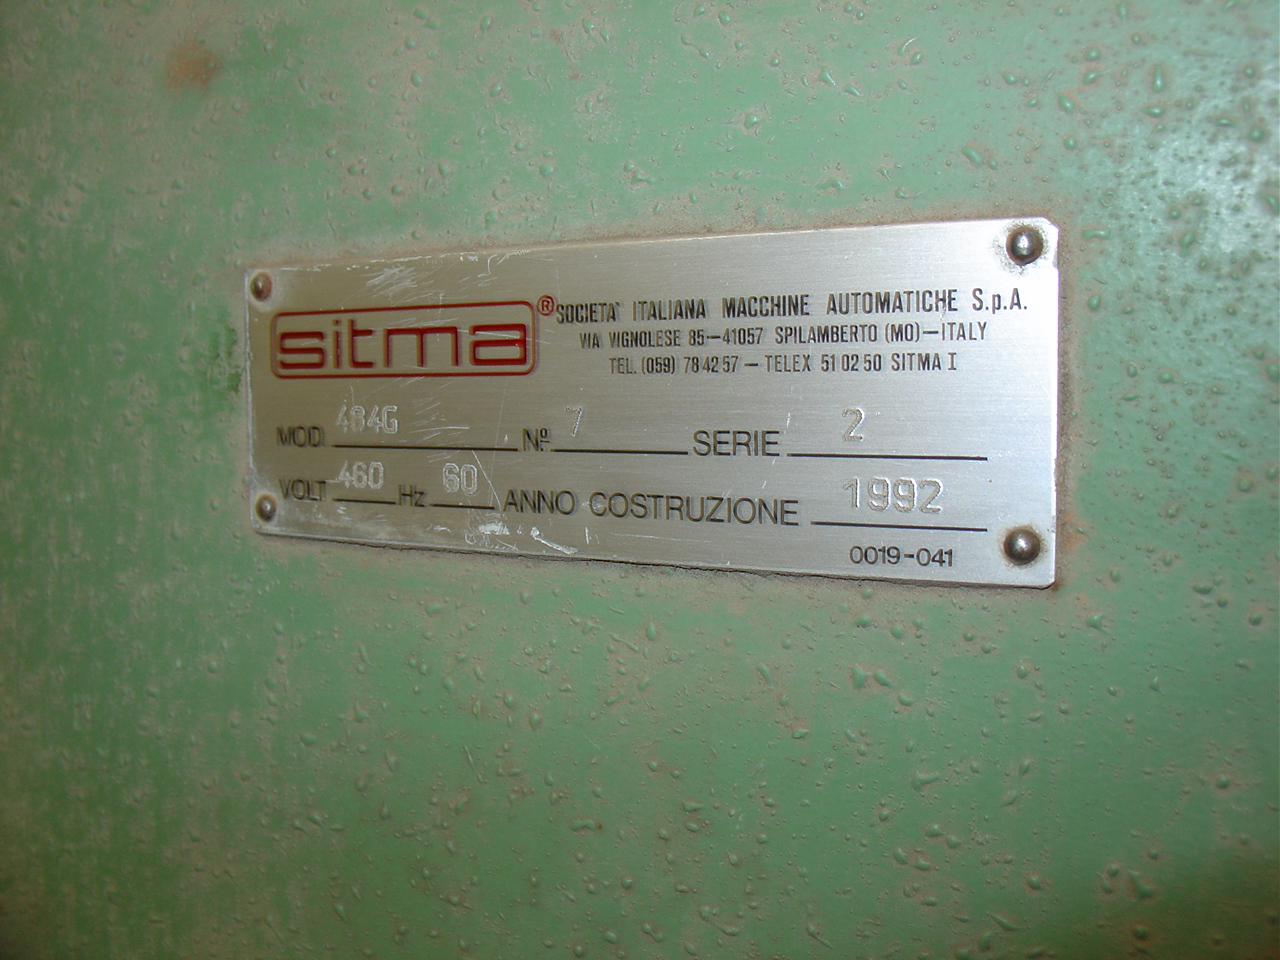 sitma ®
SOCIETA' ITALIANA MACCHINE AUTOMATICHE S.p.A.
VIA VIGNOLESE 85-41057 SPILAMBERTO (MO)-ITALY
TEL. (059) 78 42 57 - TELEX 51 02 50 SITMA I
MOD. 484G Nº 7 SERIE 2
VOLT 460 Hz 60 ANNO COSTRUZIONE 1992
0019-041